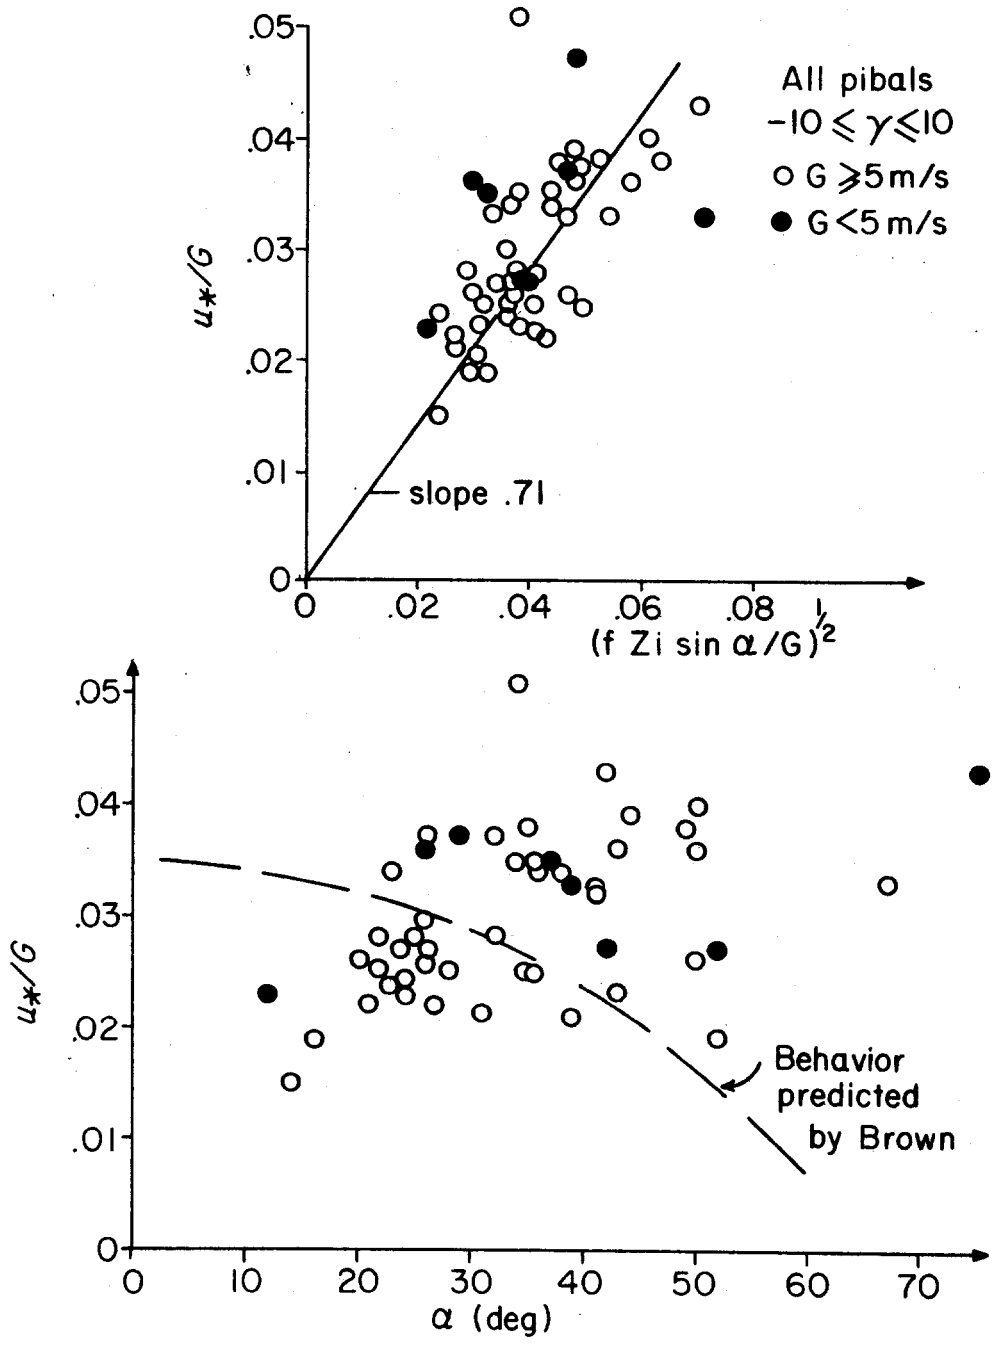 .05
.04
.03
.02
.01
0
u*/G
All pibals
-10 ⩽ γ ⩽ 10
G ⩾ 5 m/s
G < 5 m/s
slope .71
0 .02 .04 .06 .08
(f Zi sin α/G)^1/2
.05
.04
.03
.02
.01
0
u*/G
Behavior
predicted
by Brown
0 10 20 30 40 50 60 70
α (deg)